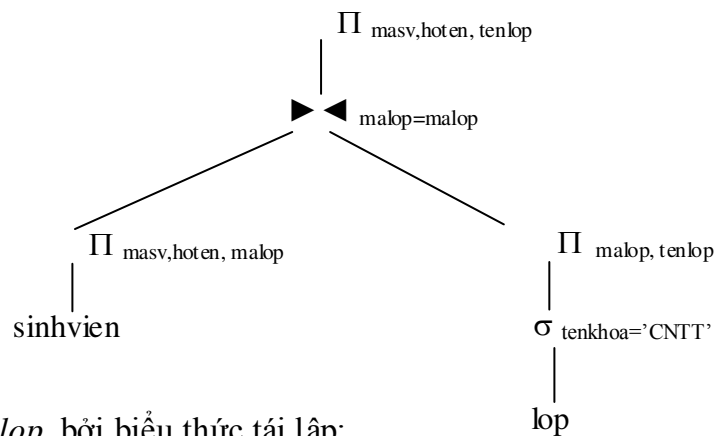 Π masv,hoten, tenlop
►◄ malop=malop
Π masv,hoten, malop
Π malop, tenlop
sinhvien
σ tenkhoa=’CNTT’
lop
lop bởi biểu thức tái lập: